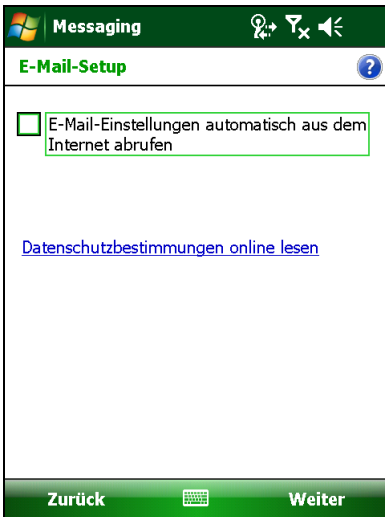 Messaging
E-Mail-Setup
?
E-Mail-Einstellungen automatisch aus dem
Internet abrufen
Datenschutzbestimmungen online lesen
Zurück
Weiter